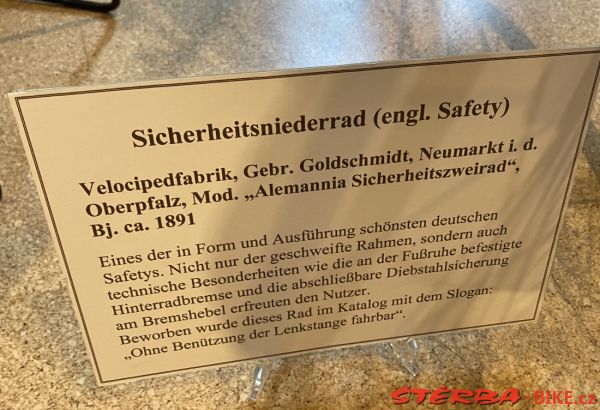 Sicherheitsniederrad (engl. Safety)
Velocipedfabrik, Gebr. Goldschmidt, Neumarkt i. d.
Oberpfalz, Mod. „Alemannia Sicherheitszweirad“,
Bj. ca. 1891
Eines der in Form und Ausführung schönsten deutschen
Safetys. Nicht nur der geschweifte Rahmen, sondern auch
technische Besonderheiten wie die an der Fußruhe befestigte
Hinterradbremse und die abschließbare Diebstahlsicherung
am Bremshebel erfreuten den Nutzer.
Beworben wurde dieses Rad im Katalog mit dem Slogan:
„Ohne Benützung der Lenkstange fahrbar“.
STERBA-BIKE.cz